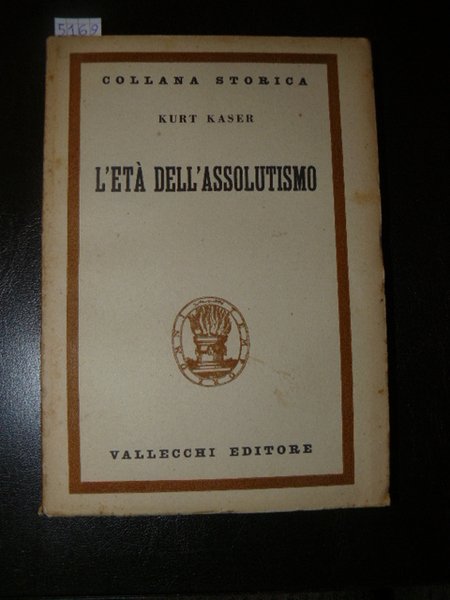 5169
COLLANA STORICA
KURT KASER
L'ETÀ DELL'ASSOLUTISMO
VALLECCHI EDITORE